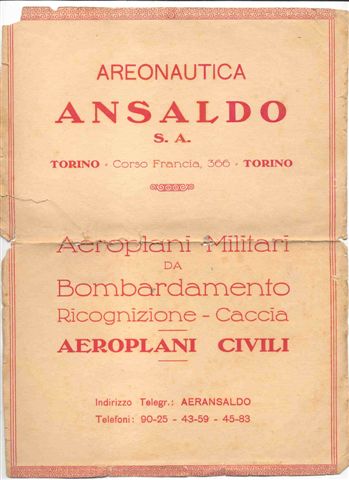 AREONAUTICA
ANSALDO
S. A.
TORINO - Corso Francia, 366 - TORINO
Aeroplani Militari
DA
Bombardamento
Ricognizione - Caccia
AEROPLANI CIVILI
Indirizzo Telegr.: AERANSALDO
Telefoni: 90-25 - 43-59 - 45-83